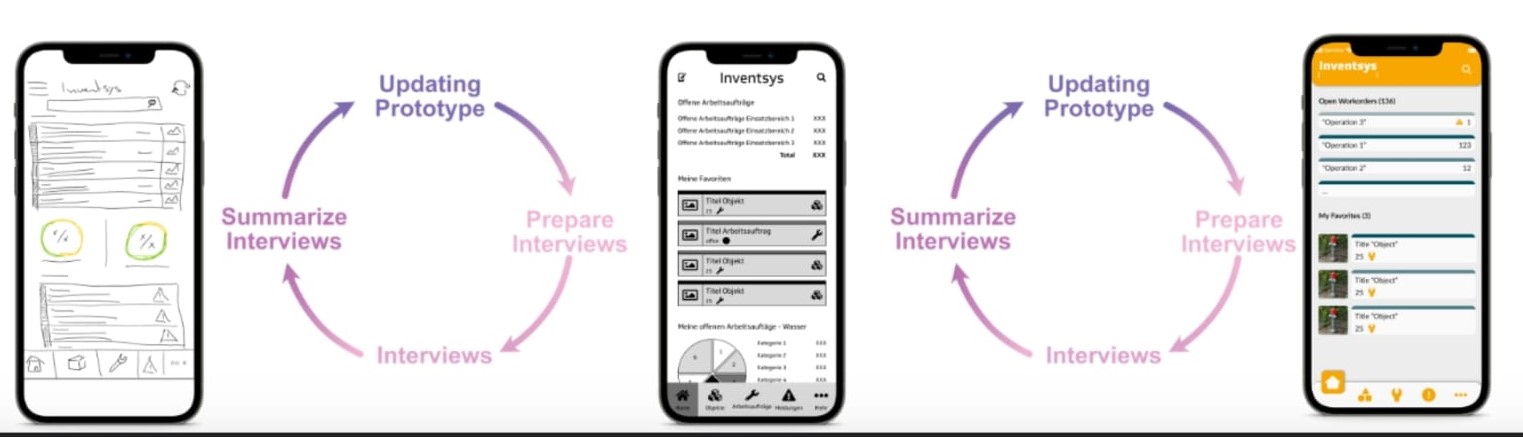 Inventsys
Updating
Prototype
Prepare
Interviews
Interviews
Summarize
Interviews
Inventsys
Offene Arbeitsaufträge
Offene Arbeitsaufträge Einsatzbereich 1 XXX
Offene Arbeitsaufträge Einsatzbereich 2 XXX
Offene Arbeitsaufträge Einsatzbereich 3 XXX
Total XXX
Meine Favoriten
Titel Objekt
25
Titel Arbeitsauftrag
offen
Titel Objekt
25
Titel Objekt
25
Meine offenen Arbeitsaufträge - Wasser
Kategorie 1 XXX
Kategorie 2 XXX
Kategorie 3 XXX
Kategorie 4 XXX
6 1 2
Home Objekte Arbeitsaufträge Meldungen Mehr
Updating
Prototype
Prepare
Interviews
Interviews
Summarize
Interviews
Inventsys
Open Workorders (136)
"Operation 3" 1
"Operation 1" 123
"Operation 2" 12
...
My Favorites (3)
Title "Object"
25
Title "Object"
25
Title "Object"
25